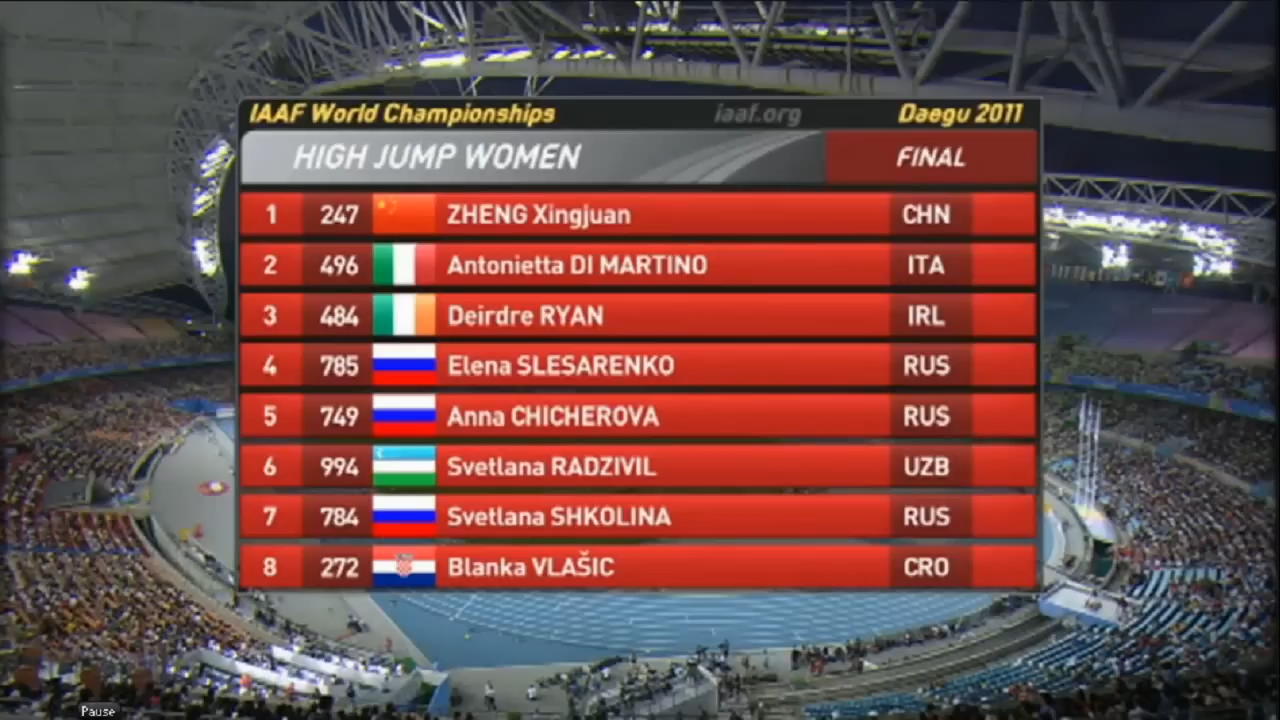 IAAF World Championships iaaf.org Daegu 2011
HIGH JUMP WOMEN FINAL
1 247 ZHENG Xingjuan CHN
2 496 Antonietta DI MARTINO ITA
3 484 Deirdre RYAN IRL
4 785 Elena SLESARENKO RUS
5 749 Anna CHICHEROVA RUS
6 994 Svetlana RADZIVIL UZB
7 784 Svetlana SHKOLINA RUS
8 272 Blanka VLAŠIC CRO
Pause